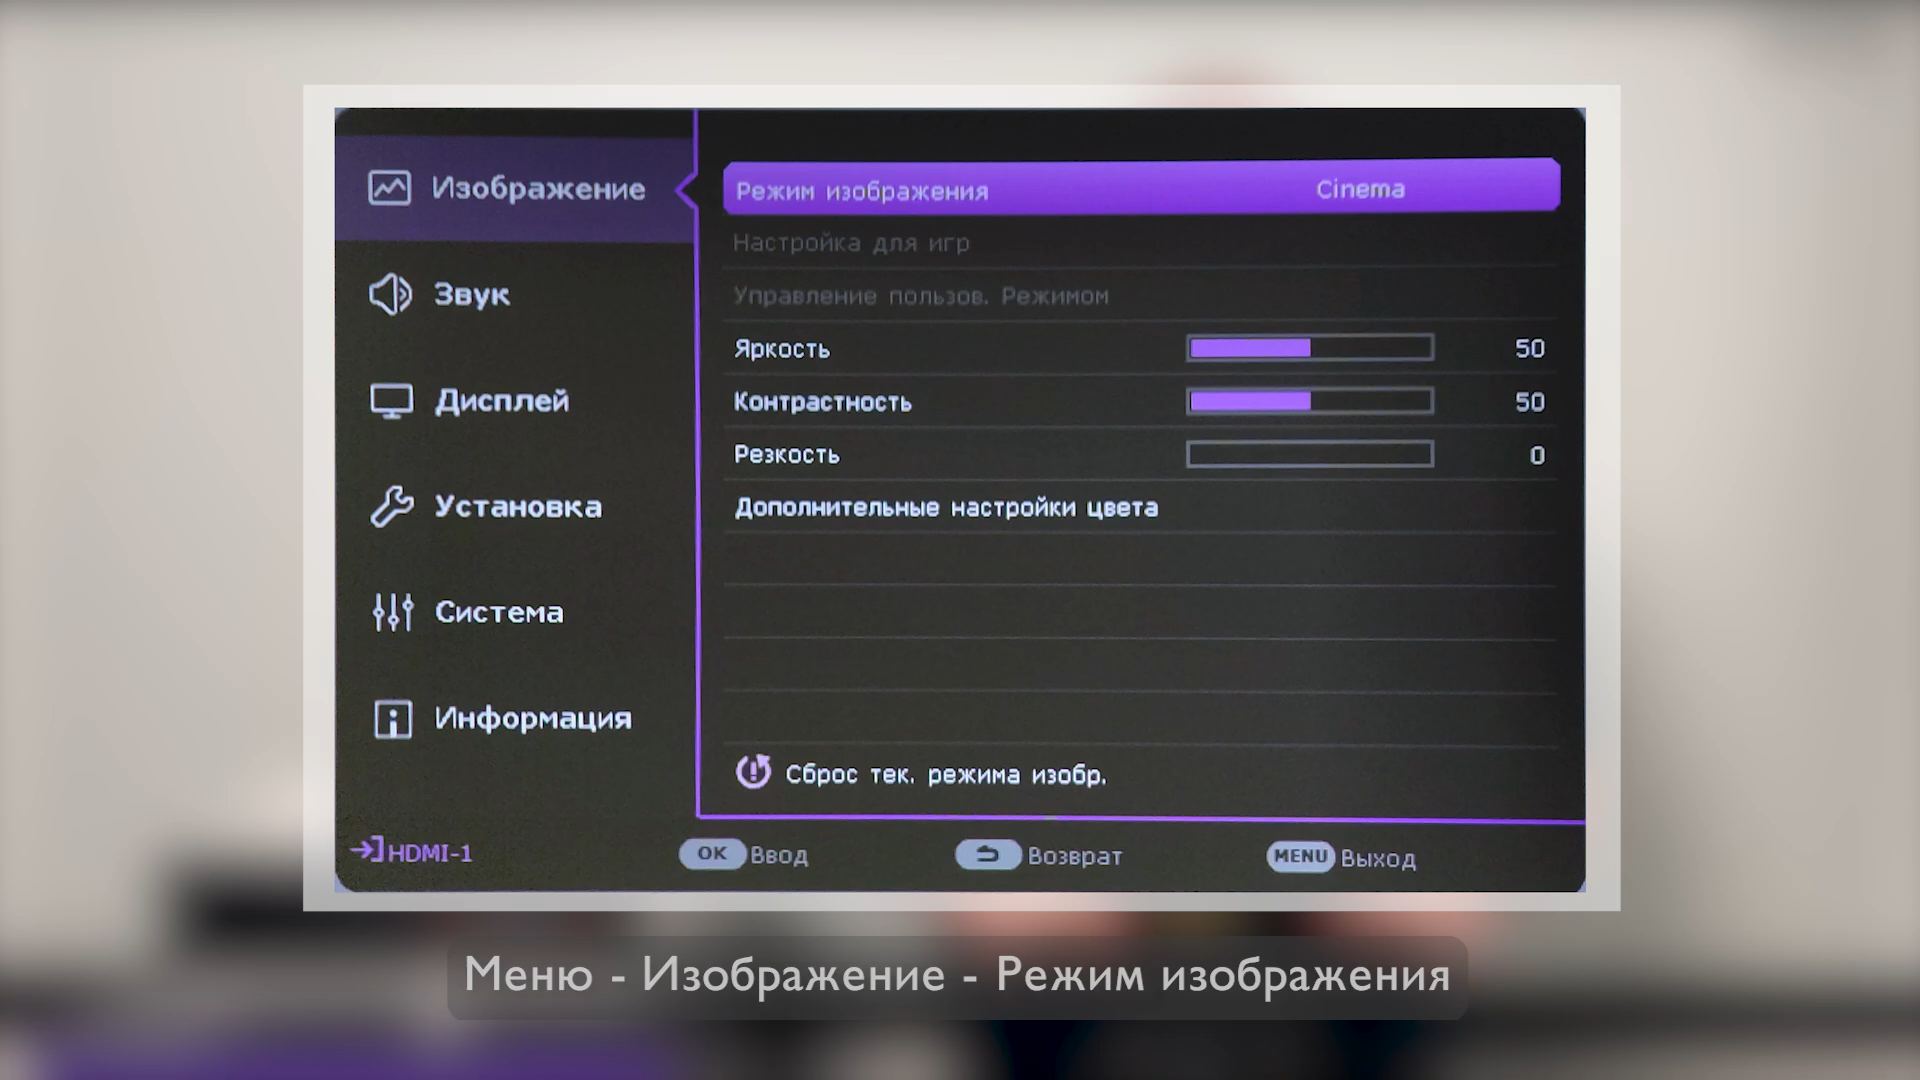 Изображение
Звук
Дисплей
Установка
Система
Информация
Режим изображения Cinema
Настройка для игр
Управление пользов. Режимом
Яркость 50
Контрастность 50
Резкость 0
Дополнительные настройки цвета
Сброс тек. режима изобр.
HDMI-1 OK Ввод Возврат MENU Выход
Меню - Изображение - Режим изображения